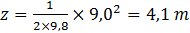 z = 1/(2×9,8) × 9,0² = 4,1 m